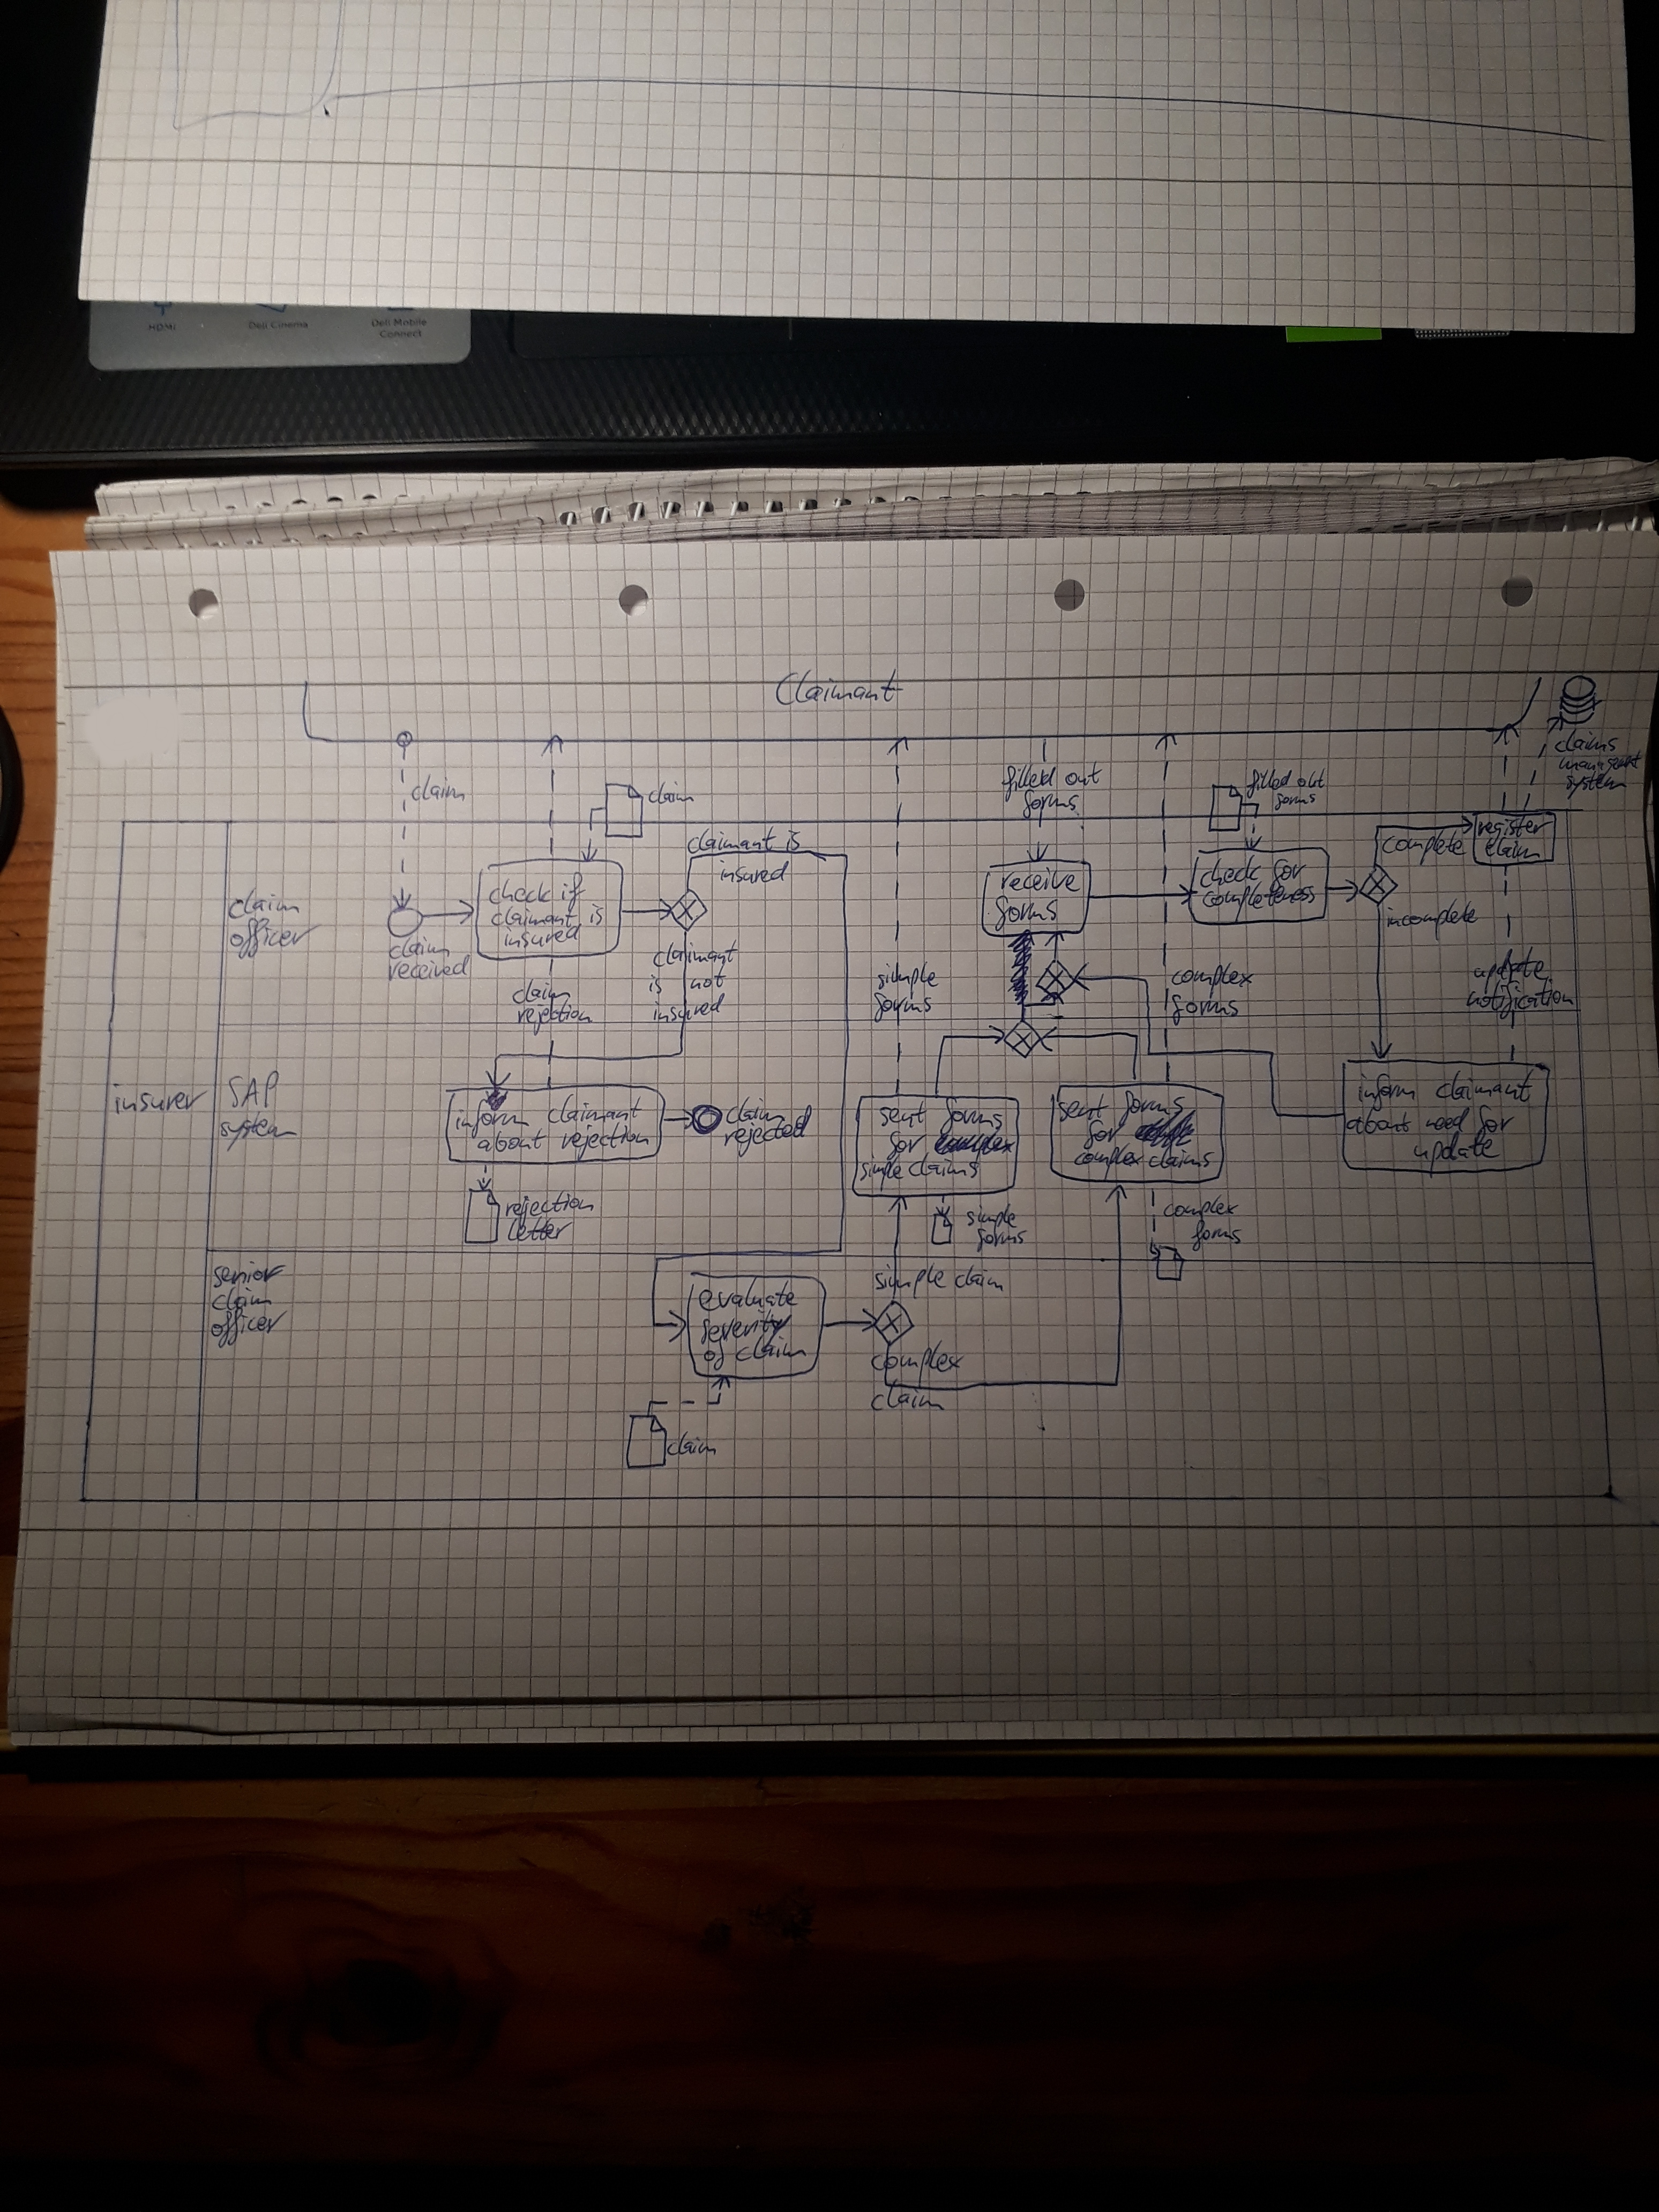 HDMI
Dell Cinema
Dell Mobile
Connect
Claimant
claim
claim
filled out
forms
filled out
forms
claims
management
system
claimant is
insured
complete
register
claim
check if
claimant is
insured
receive
forms
check for
completeness
claim
officer
claim
received
incomplete
claimant
is not
insured
claim
rejection
simple
forms
complex
forms
update
notification
insurer
SAP
system
inform claimant
about rejection
claim
rejected
sent forms
for
simple claims
sent forms
for
complex claims
inform claimant
about need for
update
rejection
letter
simple
forms
complex
forms
senior
claim
officer
evaluate
severity
of claim
simple claim
complex
claim
claim